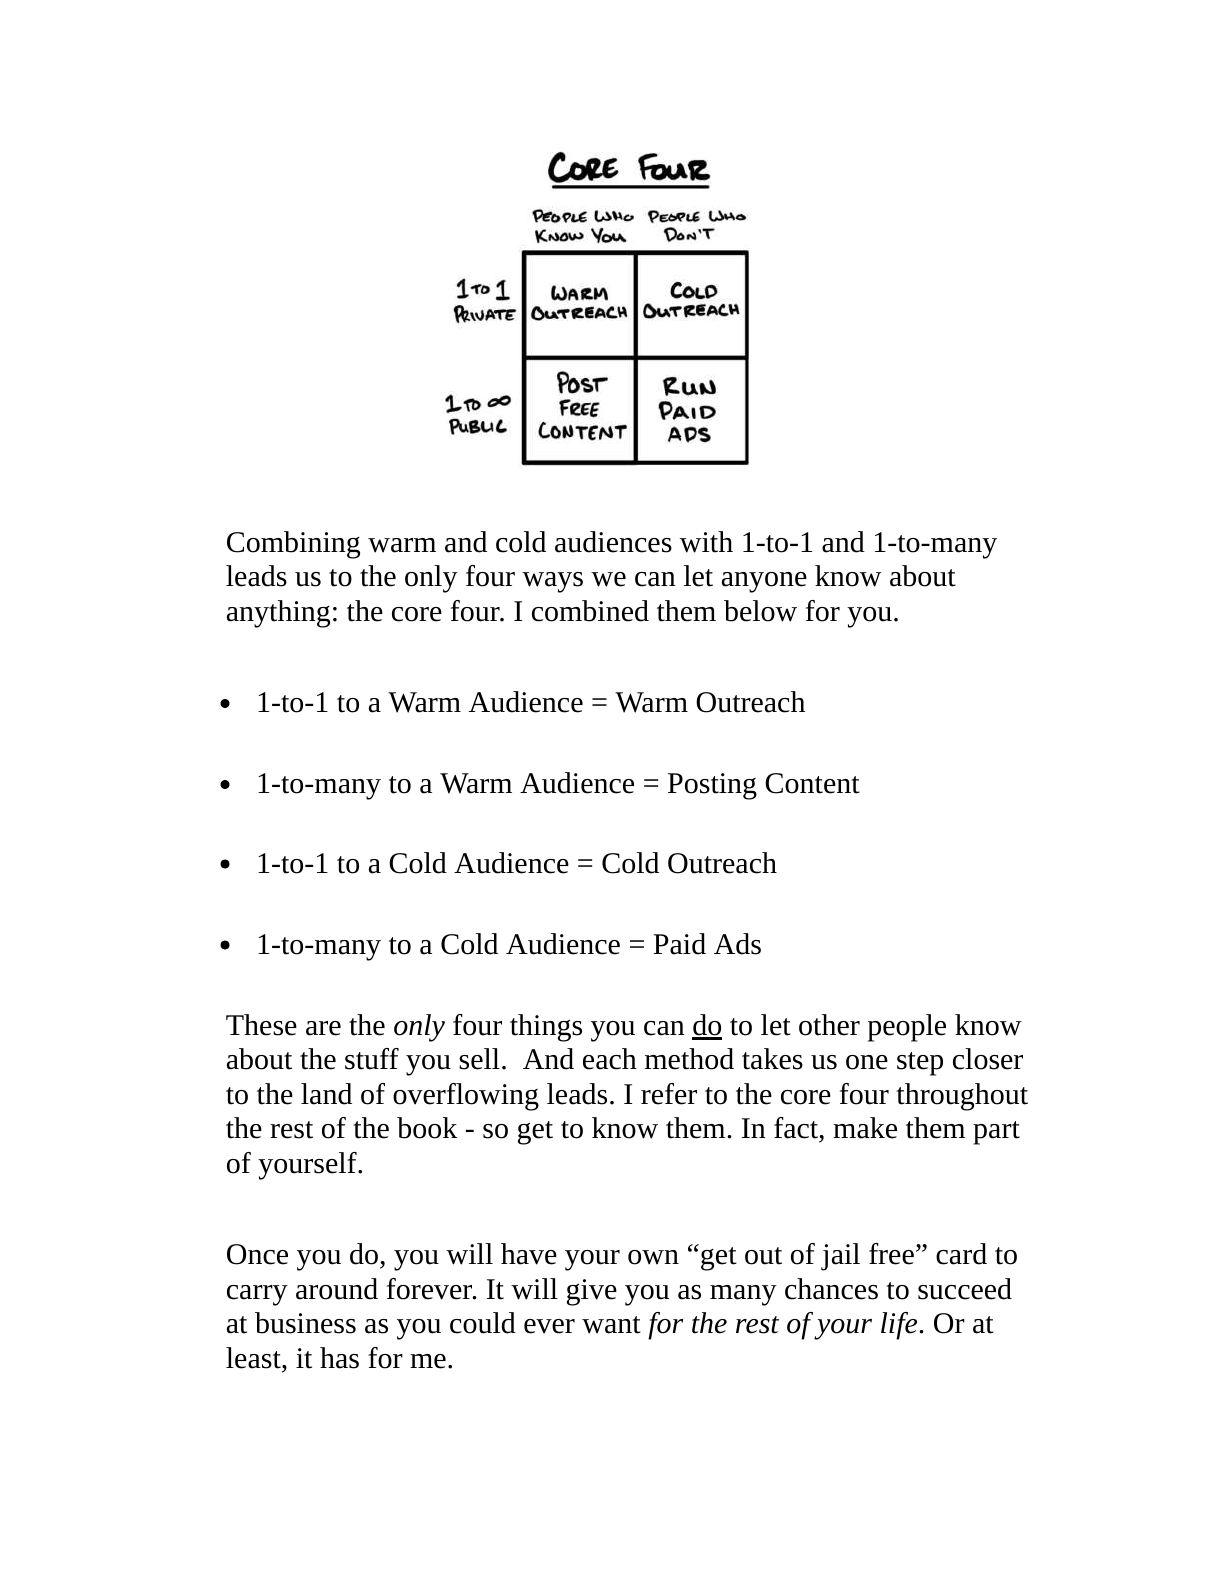 CORE FOUR
PEOPLE WHO KNOW YOU
PEOPLE WHO DON'T
1 TO 1 PRIVATE
WARM OUTREACH
COLD OUTREACH
1 TO ∞ PUBLIC
POST FREE CONTENT
RUN PAID ADS
Combining warm and cold audiences with 1-to-1 and 1-to-many
leads us to the only four ways we can let anyone know about
anything: the core four. I combined them below for you.
• 1-to-1 to a Warm Audience = Warm Outreach
• 1-to-many to a Warm Audience = Posting Content
• 1-to-1 to a Cold Audience = Cold Outreach
• 1-to-many to a Cold Audience = Paid Ads
These are the only four things you can do to let other people know
about the stuff you sell.  And each method takes us one step closer
to the land of overflowing leads. I refer to the core four throughout
the rest of the book - so get to know them. In fact, make them part
of yourself.
Once you do, you will have your own “get out of jail free” card to
carry around forever. It will give you as many chances to succeed
at business as you could ever want for the rest of your life. Or at
least, it has for me.